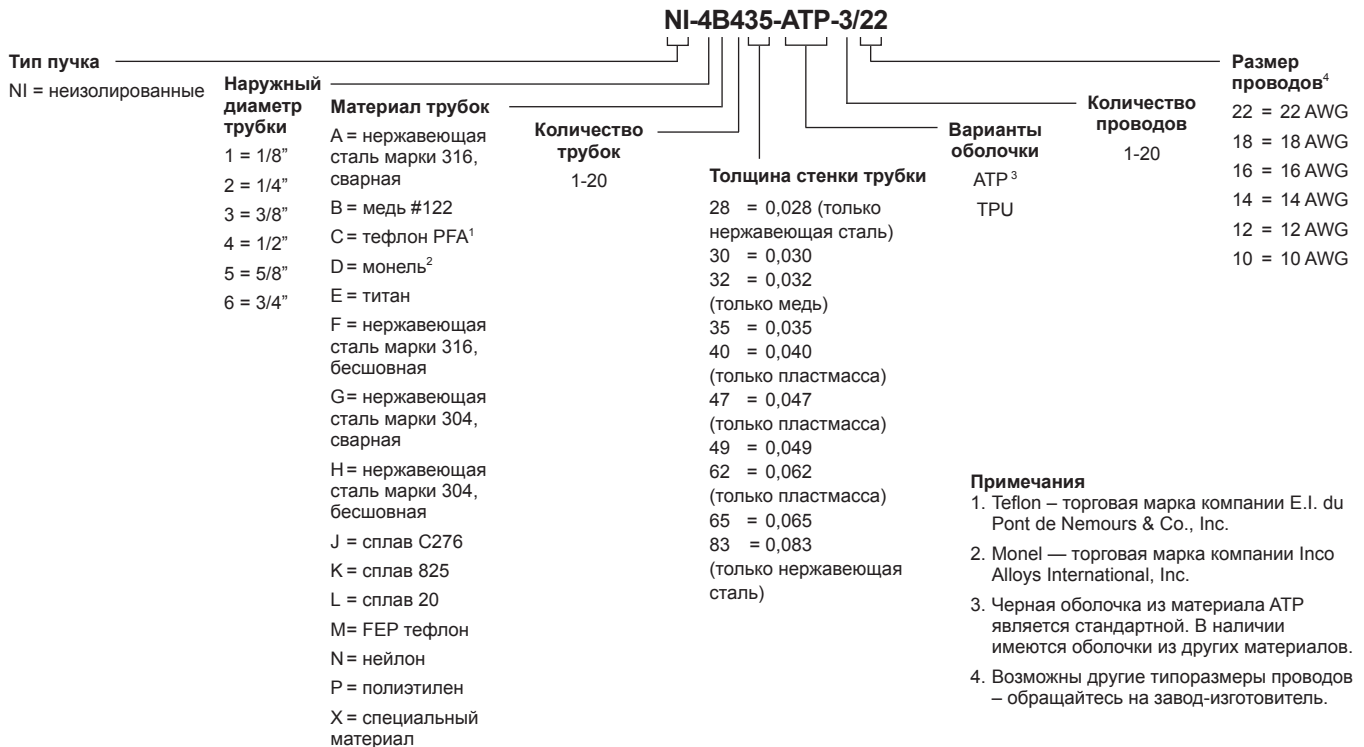 NI-4B435-ATP-3/22
Тип пучка
NI = неизолированные
Наружный
диаметр
трубки
1 = 1/8”
2 = 1/4”
3 = 3/8”
4 = 1/2”
5 = 5/8”
6 = 3/4”
Материал трубок
A = нержавеющая
сталь марки 316,
сварная
B = медь #122
C = тефлон PFA¹
D = монель²
E = титан
F = нержавеющая
сталь марки 316,
бесшовная
G= нержавеющая
сталь марки 304,
сварная
H = нержавеющая
сталь марки 304,
бесшовная
J = сплав C276
K = сплав 825
L = сплав 20
M= FEP тефлон
N = нейлон
P = полиэтилен
X = специальный
материал
Количество
трубок
1-20
Толщина стенки трубки
28 = 0,028 (только
нержавеющая сталь)
30 = 0,030
32 = 0,032
(только медь)
35 = 0,035
40 = 0,040
(только пластмасса)
47 = 0,047
(только пластмасса)
49 = 0,049
62 = 0,062
(только пластмасса)
65 = 0,065
83 = 0,083
(только нержавеющая
сталь)
Варианты
оболочки
ATP ³
TPU
Количество
проводов
1-20
Размер
проводов⁴
22 = 22 AWG
18 = 18 AWG
16 = 16 AWG
14 = 14 AWG
12 = 12 AWG
10 = 10 AWG
Примечания
1. Teflon – торговая марка компании E.I. du
Pont de Nemours & Co., Inc.
2. Monel — торговая марка компании Inco
Alloys International, Inc.
3. Черная оболочка из материала ATP
является стандартной. В наличии
имеются оболочки из других материалов.
4. Возможны другие типоразмеры проводов
– обращайтесь на завод-изготовитель.